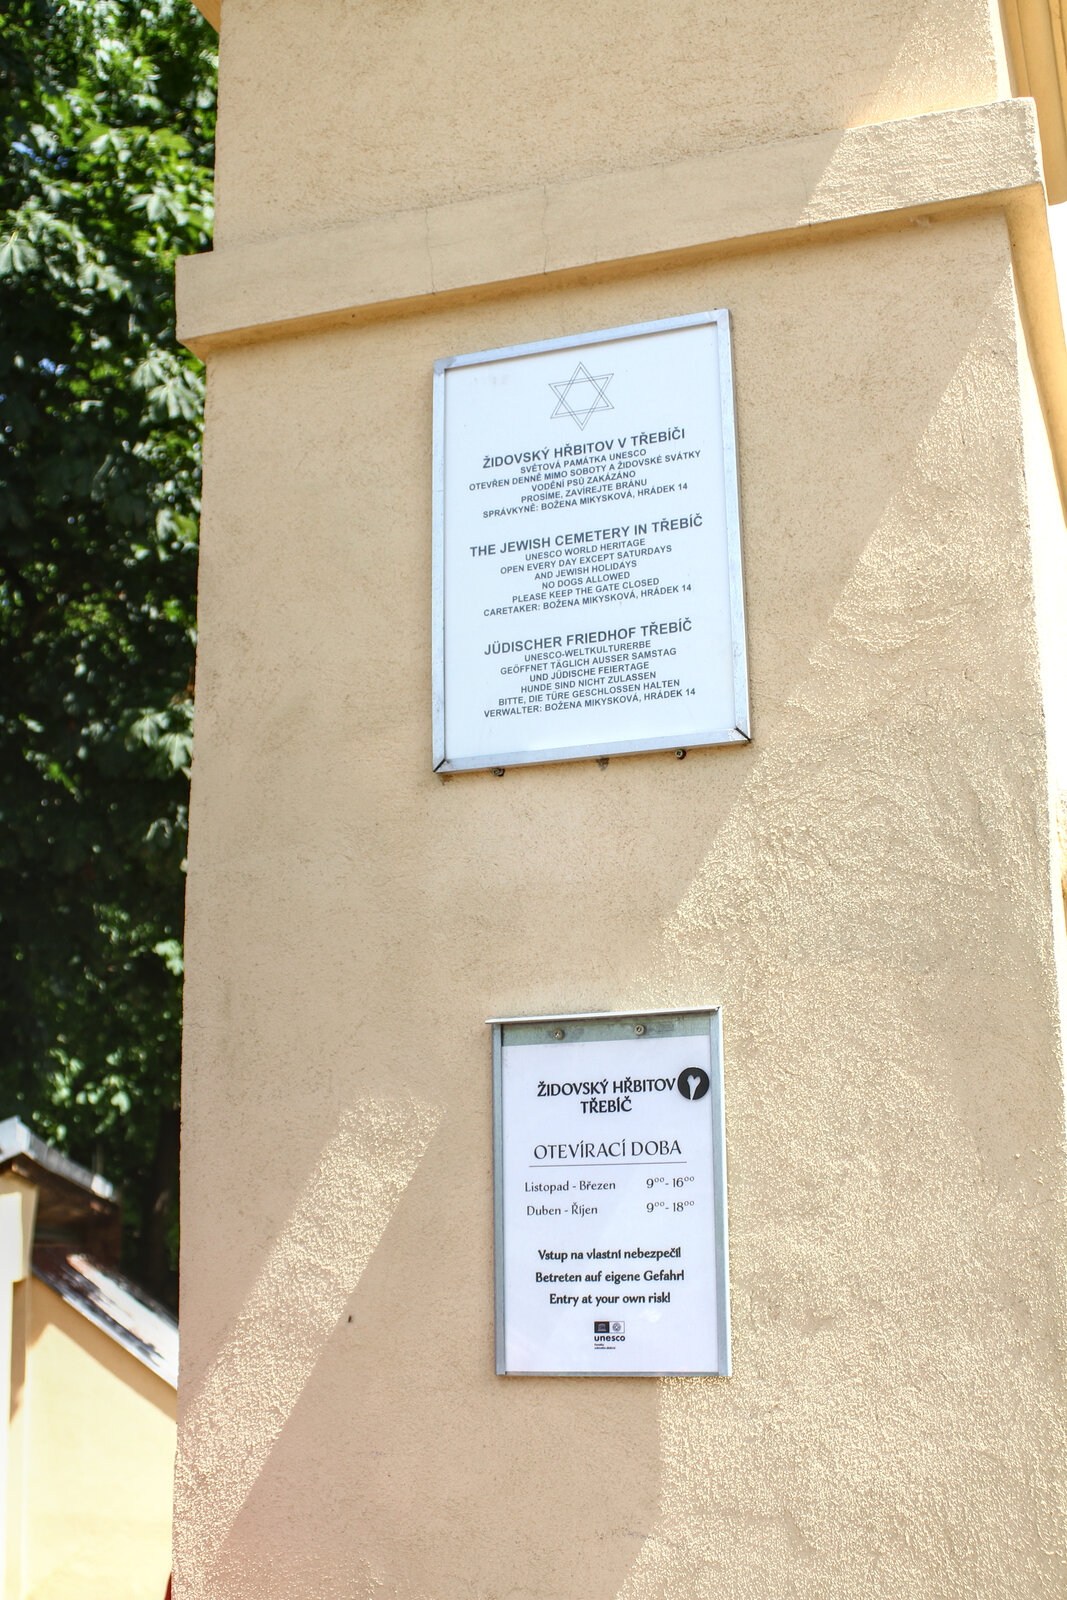 ŽIDOVSKÝ HŘBITOV V TŘEBÍČI
SVĚTOVÁ PAMÁTKA UNESCO
OTEVŘEN DENNĚ MIMO SOBOTY A ŽIDOVSKÉ SVÁTKY
VODĚNÍ PSŮ ZAKÁZÁNO
PROSÍME, ZAVÍREJTE BRÁNU
SPRÁVKYNĚ: BOŽENA MIKYSKOVÁ, HRÁDEK 14
THE JEWISH CEMETERY IN TŘEBÍČ
UNESCO WORLD HERITAGE
OPEN EVERY DAY EXCEPT SATURDAYS
AND JEWISH HOLIDAYS
NO DOGS ALLOWED
PLEASE KEEP THE GATE CLOSED
CARETAKER: BOŽENA MIKYSKOVÁ, HRÁDEK 14
JÜDISCHER FRIEDHOF TŘEBÍČ
UNESCO-WELTKULTURERBE
GEÖFFNET TÄGLICH AUSSER SAMSTAG
UND JÜDISCHE FEIERTAGE
HUNDE SIND NICHT ZULASSEN
BITTE, DIE TÜRE GESCHLOSSEN HALTEN
VERWALTER: BOŽENA MIKYSKOVÁ, HRÁDEK 14
ŽIDOVSKÝ HŘBITOV
TŘEBÍČ
OTEVÍRACÍ DOBA
Listopad - Březen 9⁰⁰- 16⁰⁰
Duben - Říjen 9⁰⁰- 18⁰⁰
Vstup na vlastní nebezpečí!
Betreten auf eigene Gefahr!
Entry at your own risk!
unesco